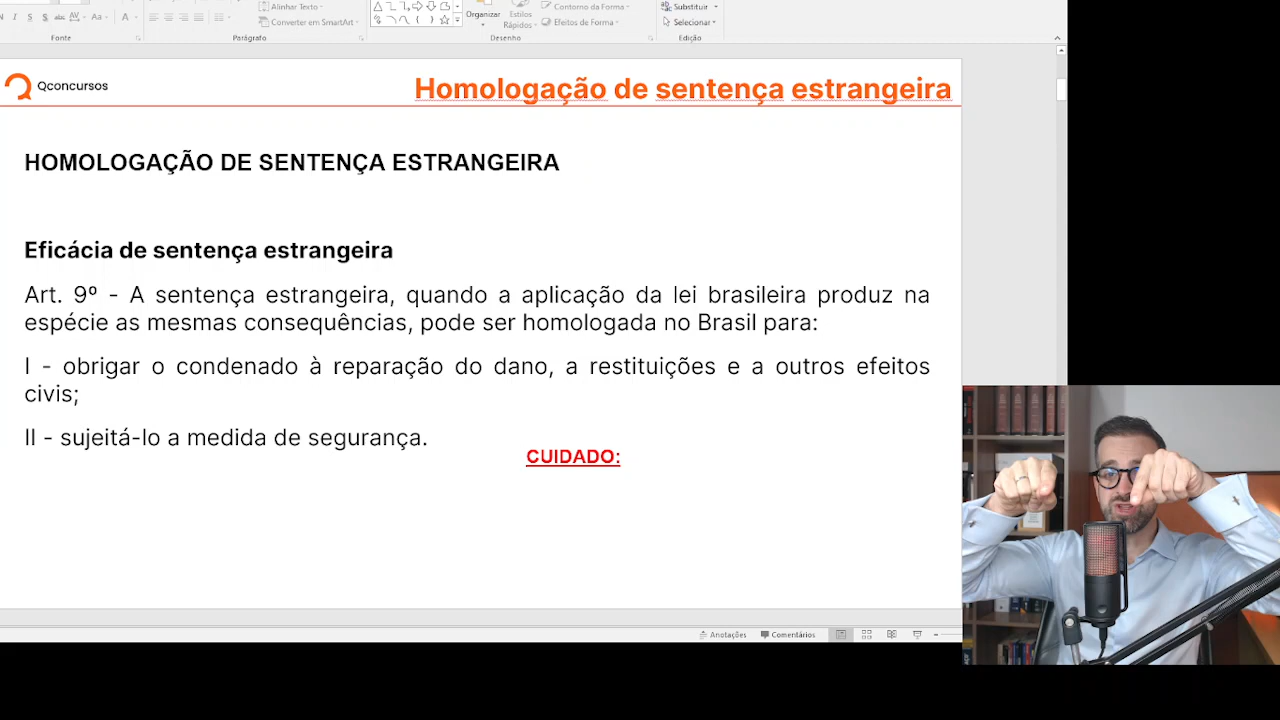 Alinhar Texto
Converter em SmartArt
Organizar
Estilos
Rápidos
Contorno da Forma
Efeitos de Forma
Substituir
Selecionar
N I S S abc AV Aa A
Fonte
Parágrafo
Desenho
Edição
Qconcursos
Homologação de sentença estrangeira
HOMOLOGAÇÃO DE SENTENÇA ESTRANGEIRA
Eficácia de sentença estrangeira
Art. 9º - A sentença estrangeira, quando a aplicação da lei brasileira produz na
espécie as mesmas consequências, pode ser homologada no Brasil para:
I - obrigar o condenado à reparação do dano, a restituições e a outros efeitos
civis;
II - sujeitá-lo a medida de segurança.
CUIDADO:
Anotações
Comentários